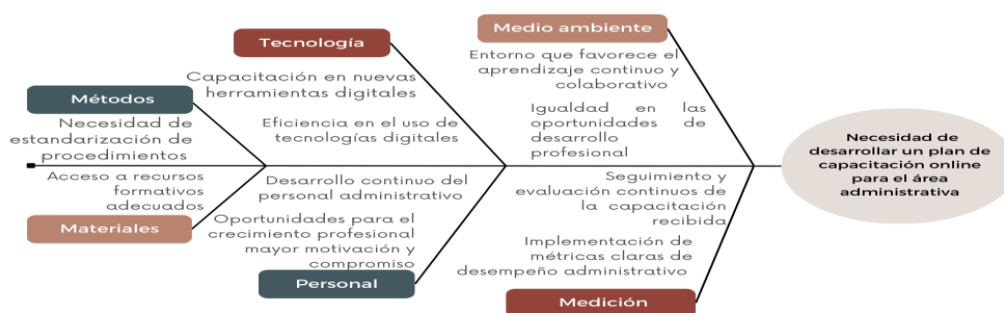 Tecnología
Capacitación en nuevas
herramientas digitales
Eficiencia en el uso de
tecnologías digitales
Medio ambiente
Entorno que favorece el
aprendizaje continuo y
colaborativo
Igualdad en las
oportunidades de
desarrollo
profesional
Métodos
Necesidad de
estandarización de
procedimientos
Necesidad de
desarrollar un plan de
capacitación online
para el área
administrativa
Acceso a recursos
formativos
adecuados
Materiales
Desarrollo continuo del
personal administrativo
Oportunidades para el
crecimiento profesional
mayor motivación y
compromiso
Personal
Seguimiento y
evaluación continuos de
la capacitación
recibida
Implementación de
métricas claras de
desempeño administrativo
Medición